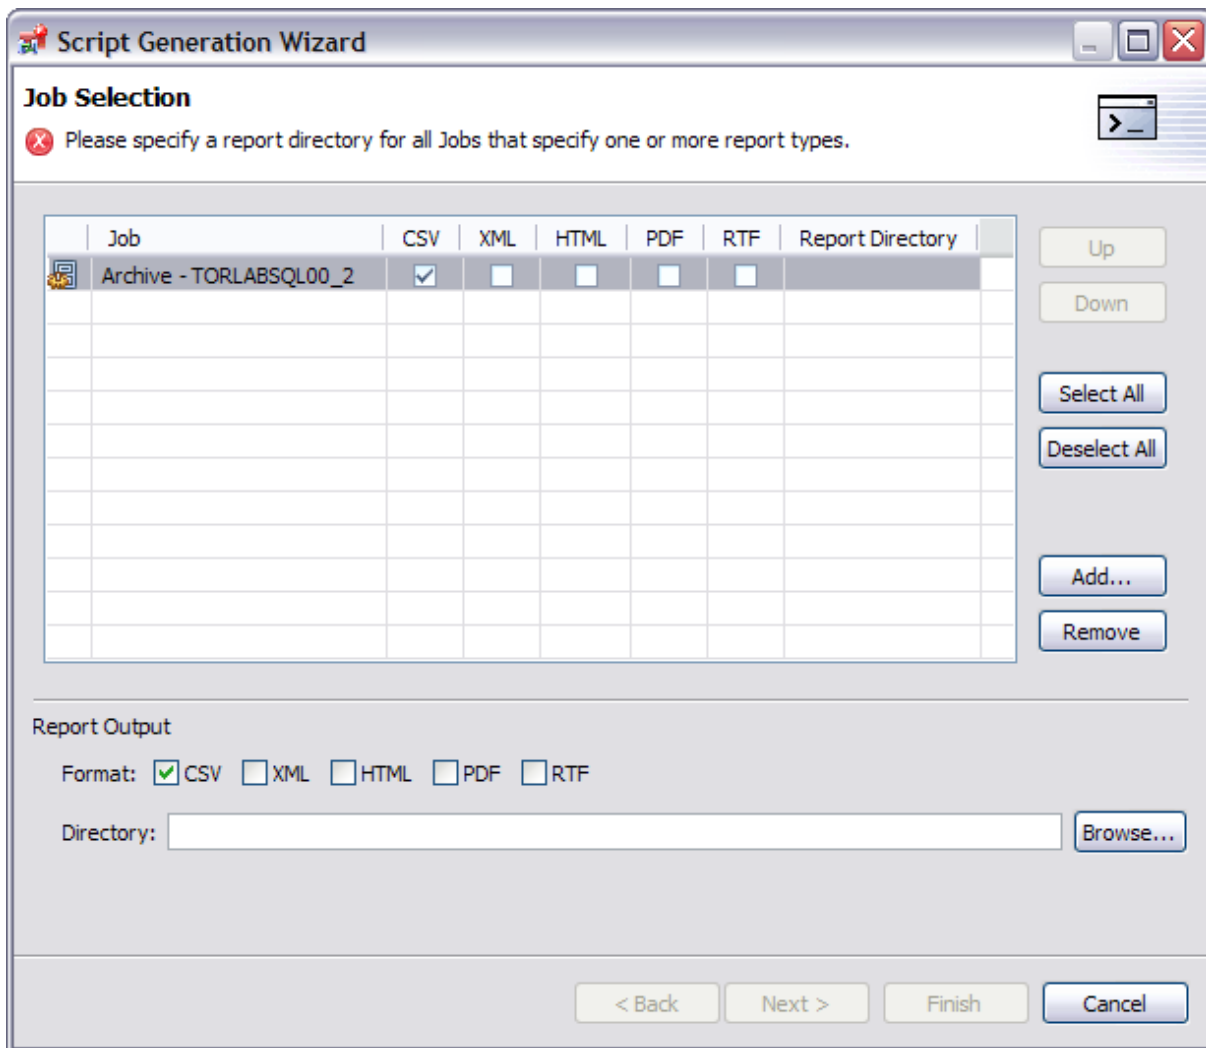 Script Generation Wizard
Job Selection
Please specify a report directory for all Jobs that specify one or more report types.
Job CSV XML HTML PDF RTF Report Directory
Archive - TORLABSQL00_2
Up
Down
Select All
Deselect All
Add...
Remove
Report Output
Format: CSV XML HTML PDF RTF
Directory:
Browse...
< Back Next > Finish Cancel